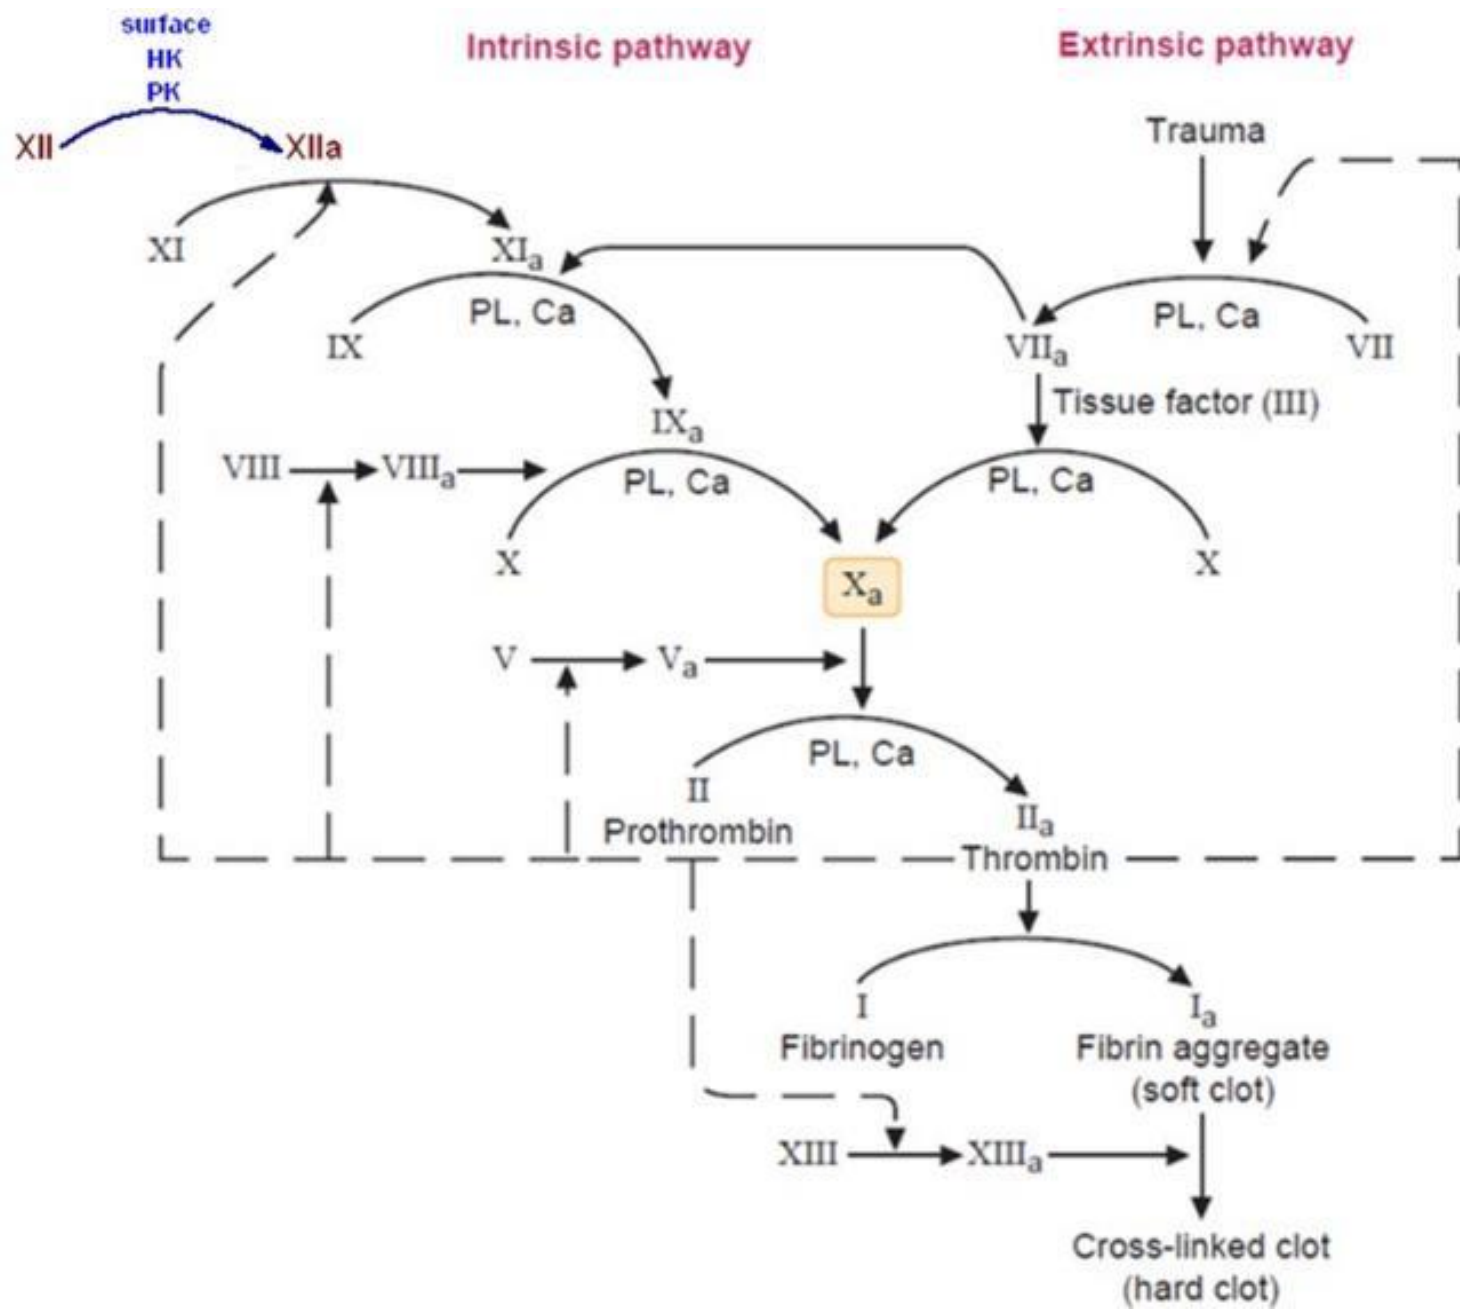 surface
HK
PK
Intrinsic pathway
Extrinsic pathway
XII
XIIa
Trauma
XI
XIa
PL, Ca
IX
PL, Ca
VIIa
VII
Tissue factor (III)
IXa
VIII
VIIIa
PL, Ca
PL, Ca
X
Xa
X
V
Va
PL, Ca
II
Prothrombin
IIa
Thrombin
I
Fibrinogen
Ia
Fibrin aggregate
(soft clot)
XIII
XIIIa
Cross-linked clot
(hard clot)